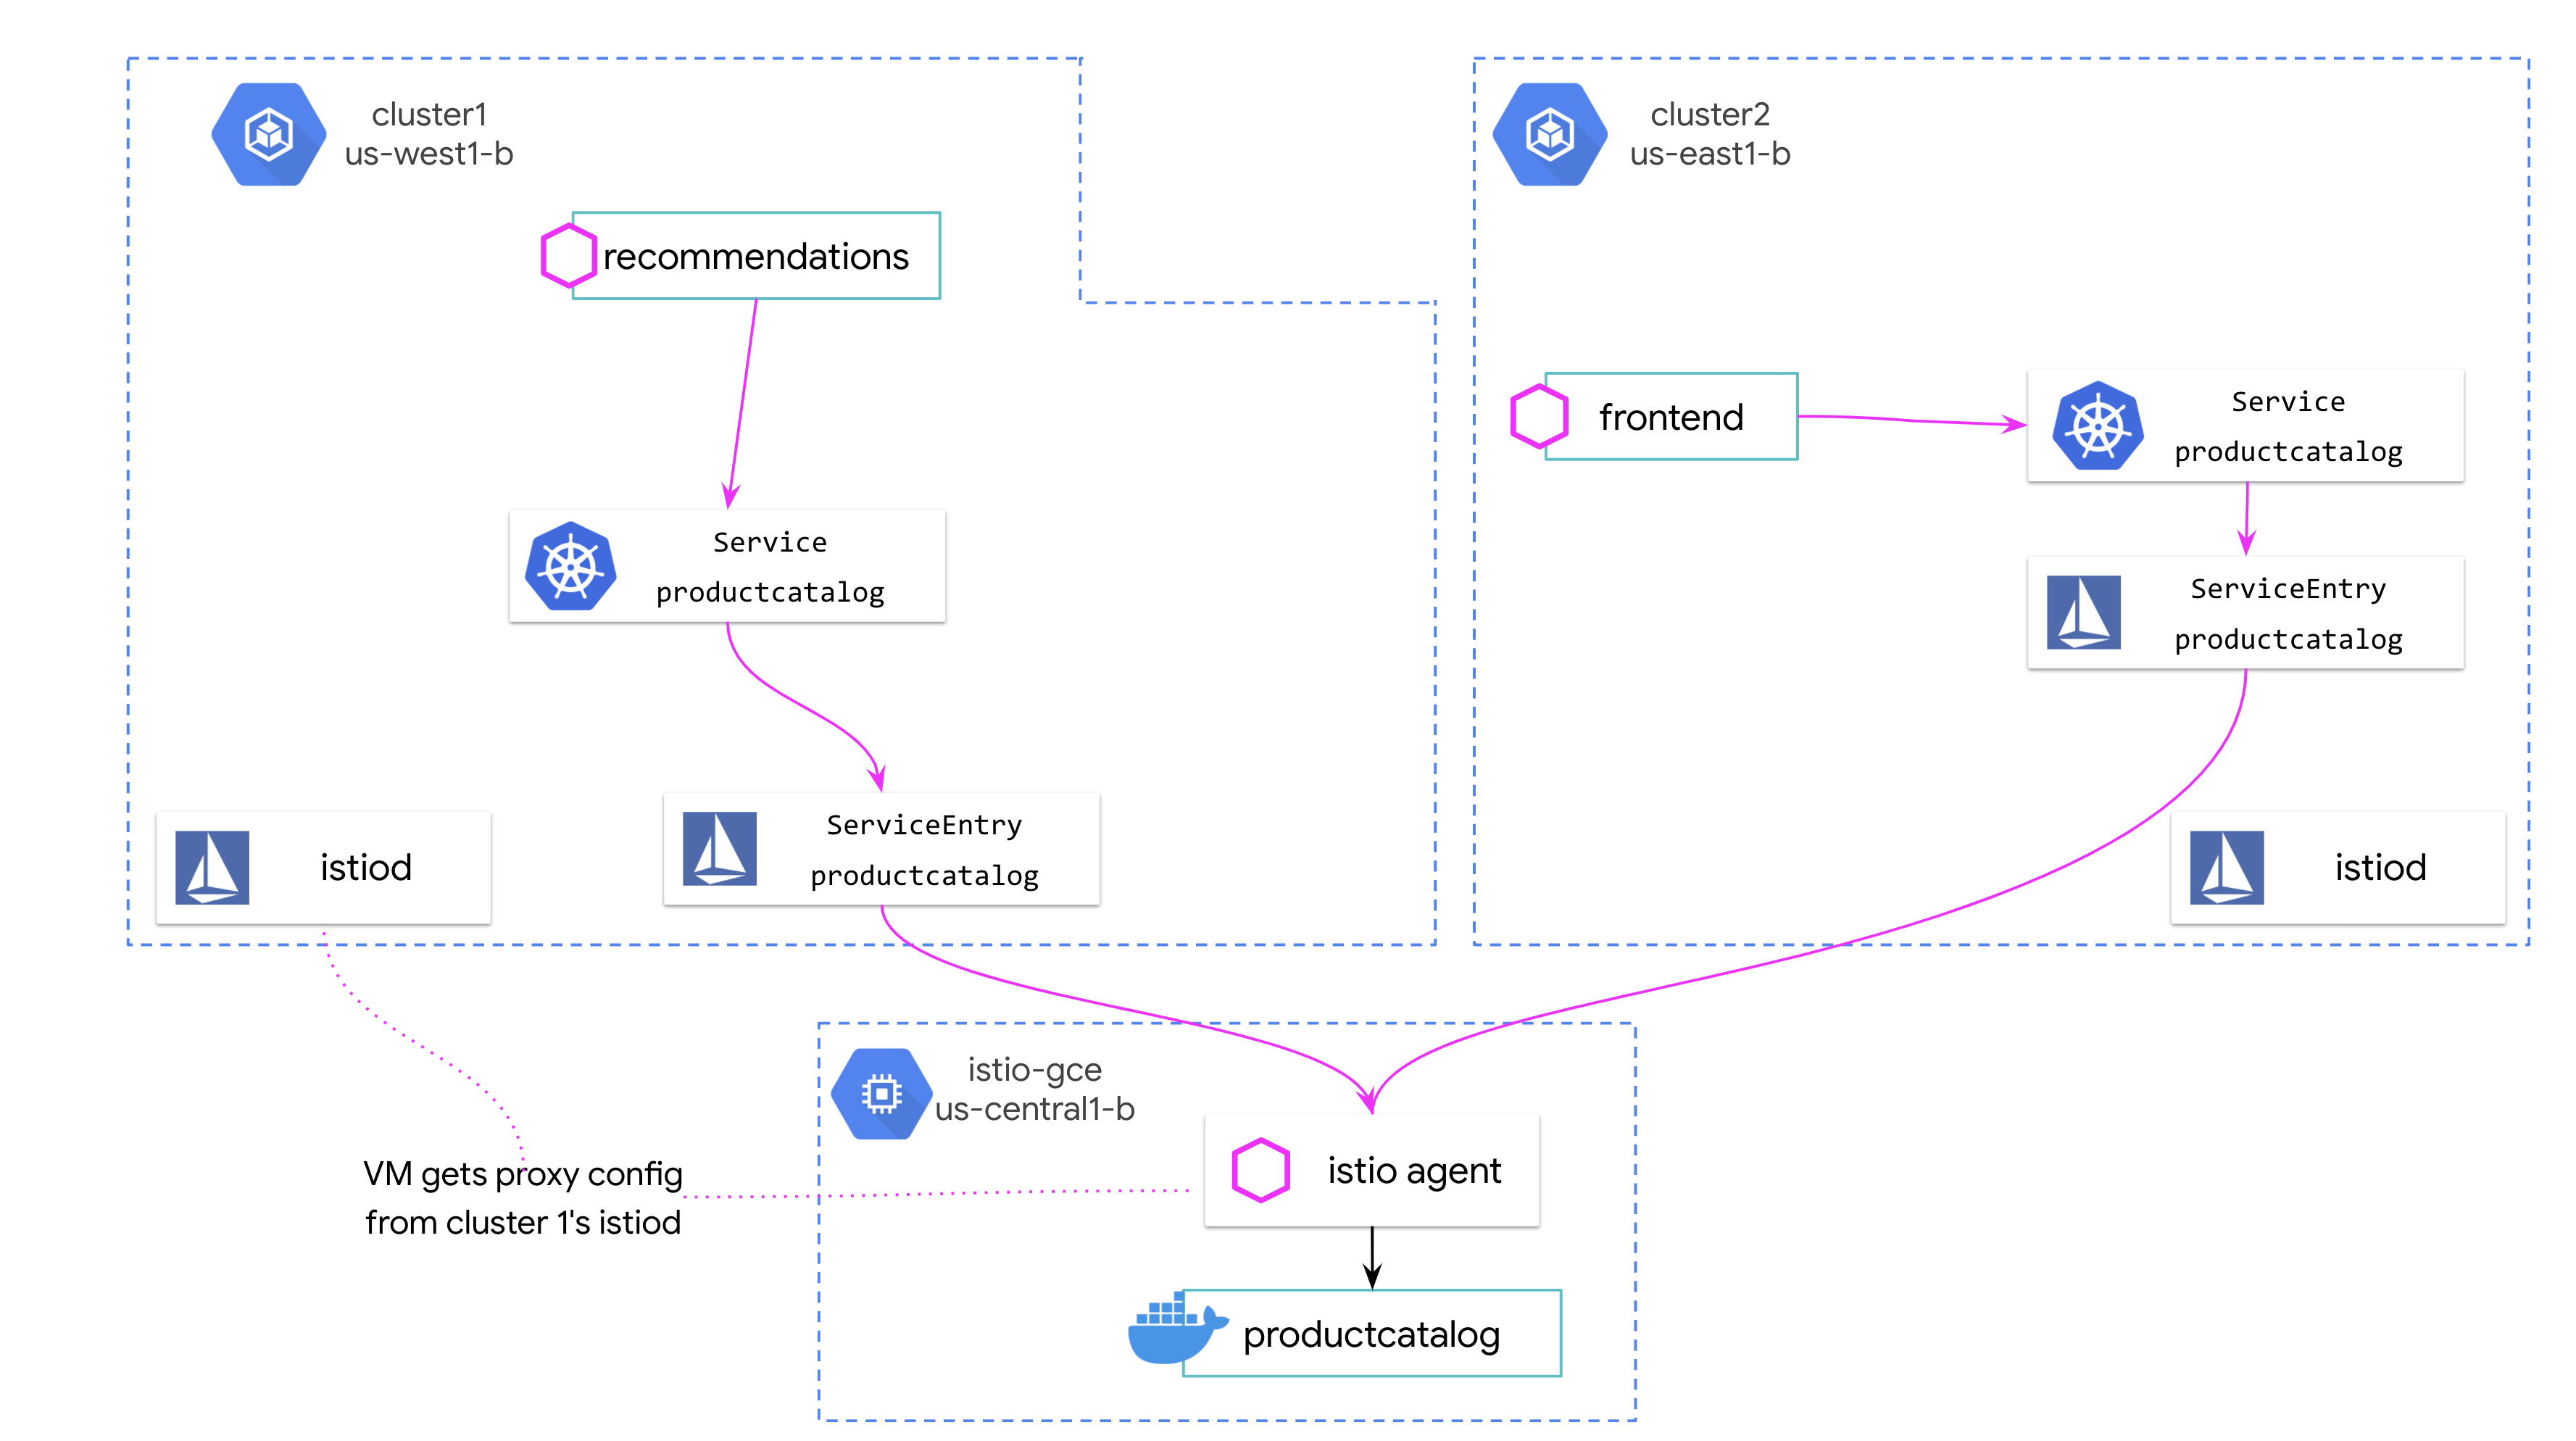 cluster1
us-west1-b
recommendations
Service
productcatalog
ServiceEntry
productcatalog
istiod
cluster2
us-east1-b
frontend
Service
productcatalog
ServiceEntry
productcatalog
istiod
VM gets proxy config
from cluster 1's istiod
istio-gce
us-central1-b
istio agent
productcatalog